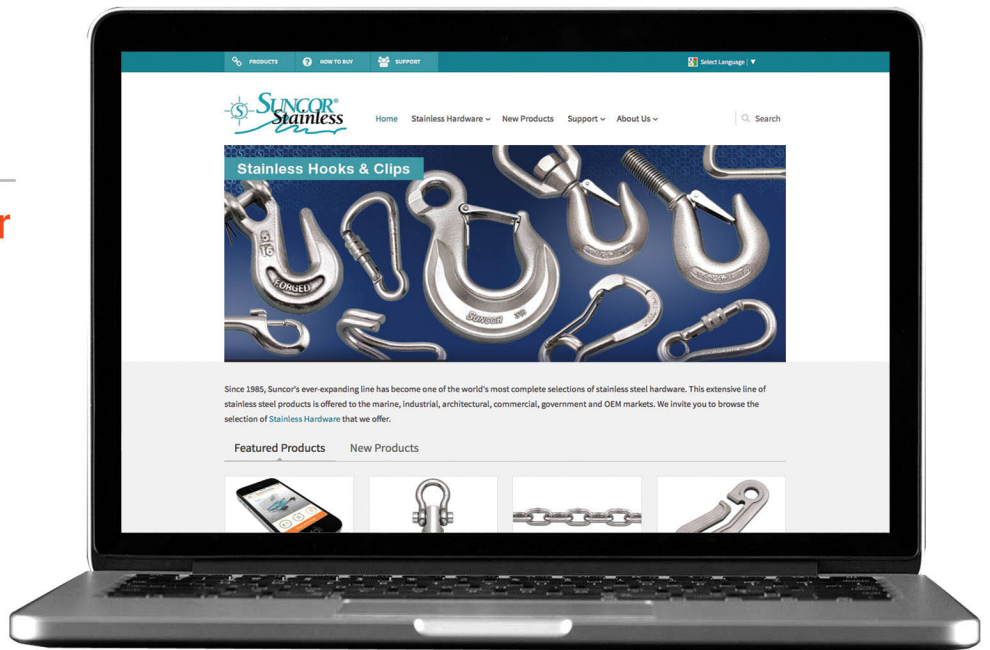 r
PRODUCTS
HOW TO BUY
SUPPORT
Select Language
SUNCOR®
Stainless
Home
Stainless Hardware
New Products
Support
About Us
Search
Stainless Hooks & Clips
5/16
FORGED
SUNCOR 316
Since 1985, Suncor's ever-expanding line has become one of the world's most complete selections of stainless steel hardware. This extensive line of
stainless steel products is offered to the marine, industrial, architectural, commercial, government and OEM markets. We invite you to browse the
selection of Stainless Hardware that we offer.
Featured Products
New Products